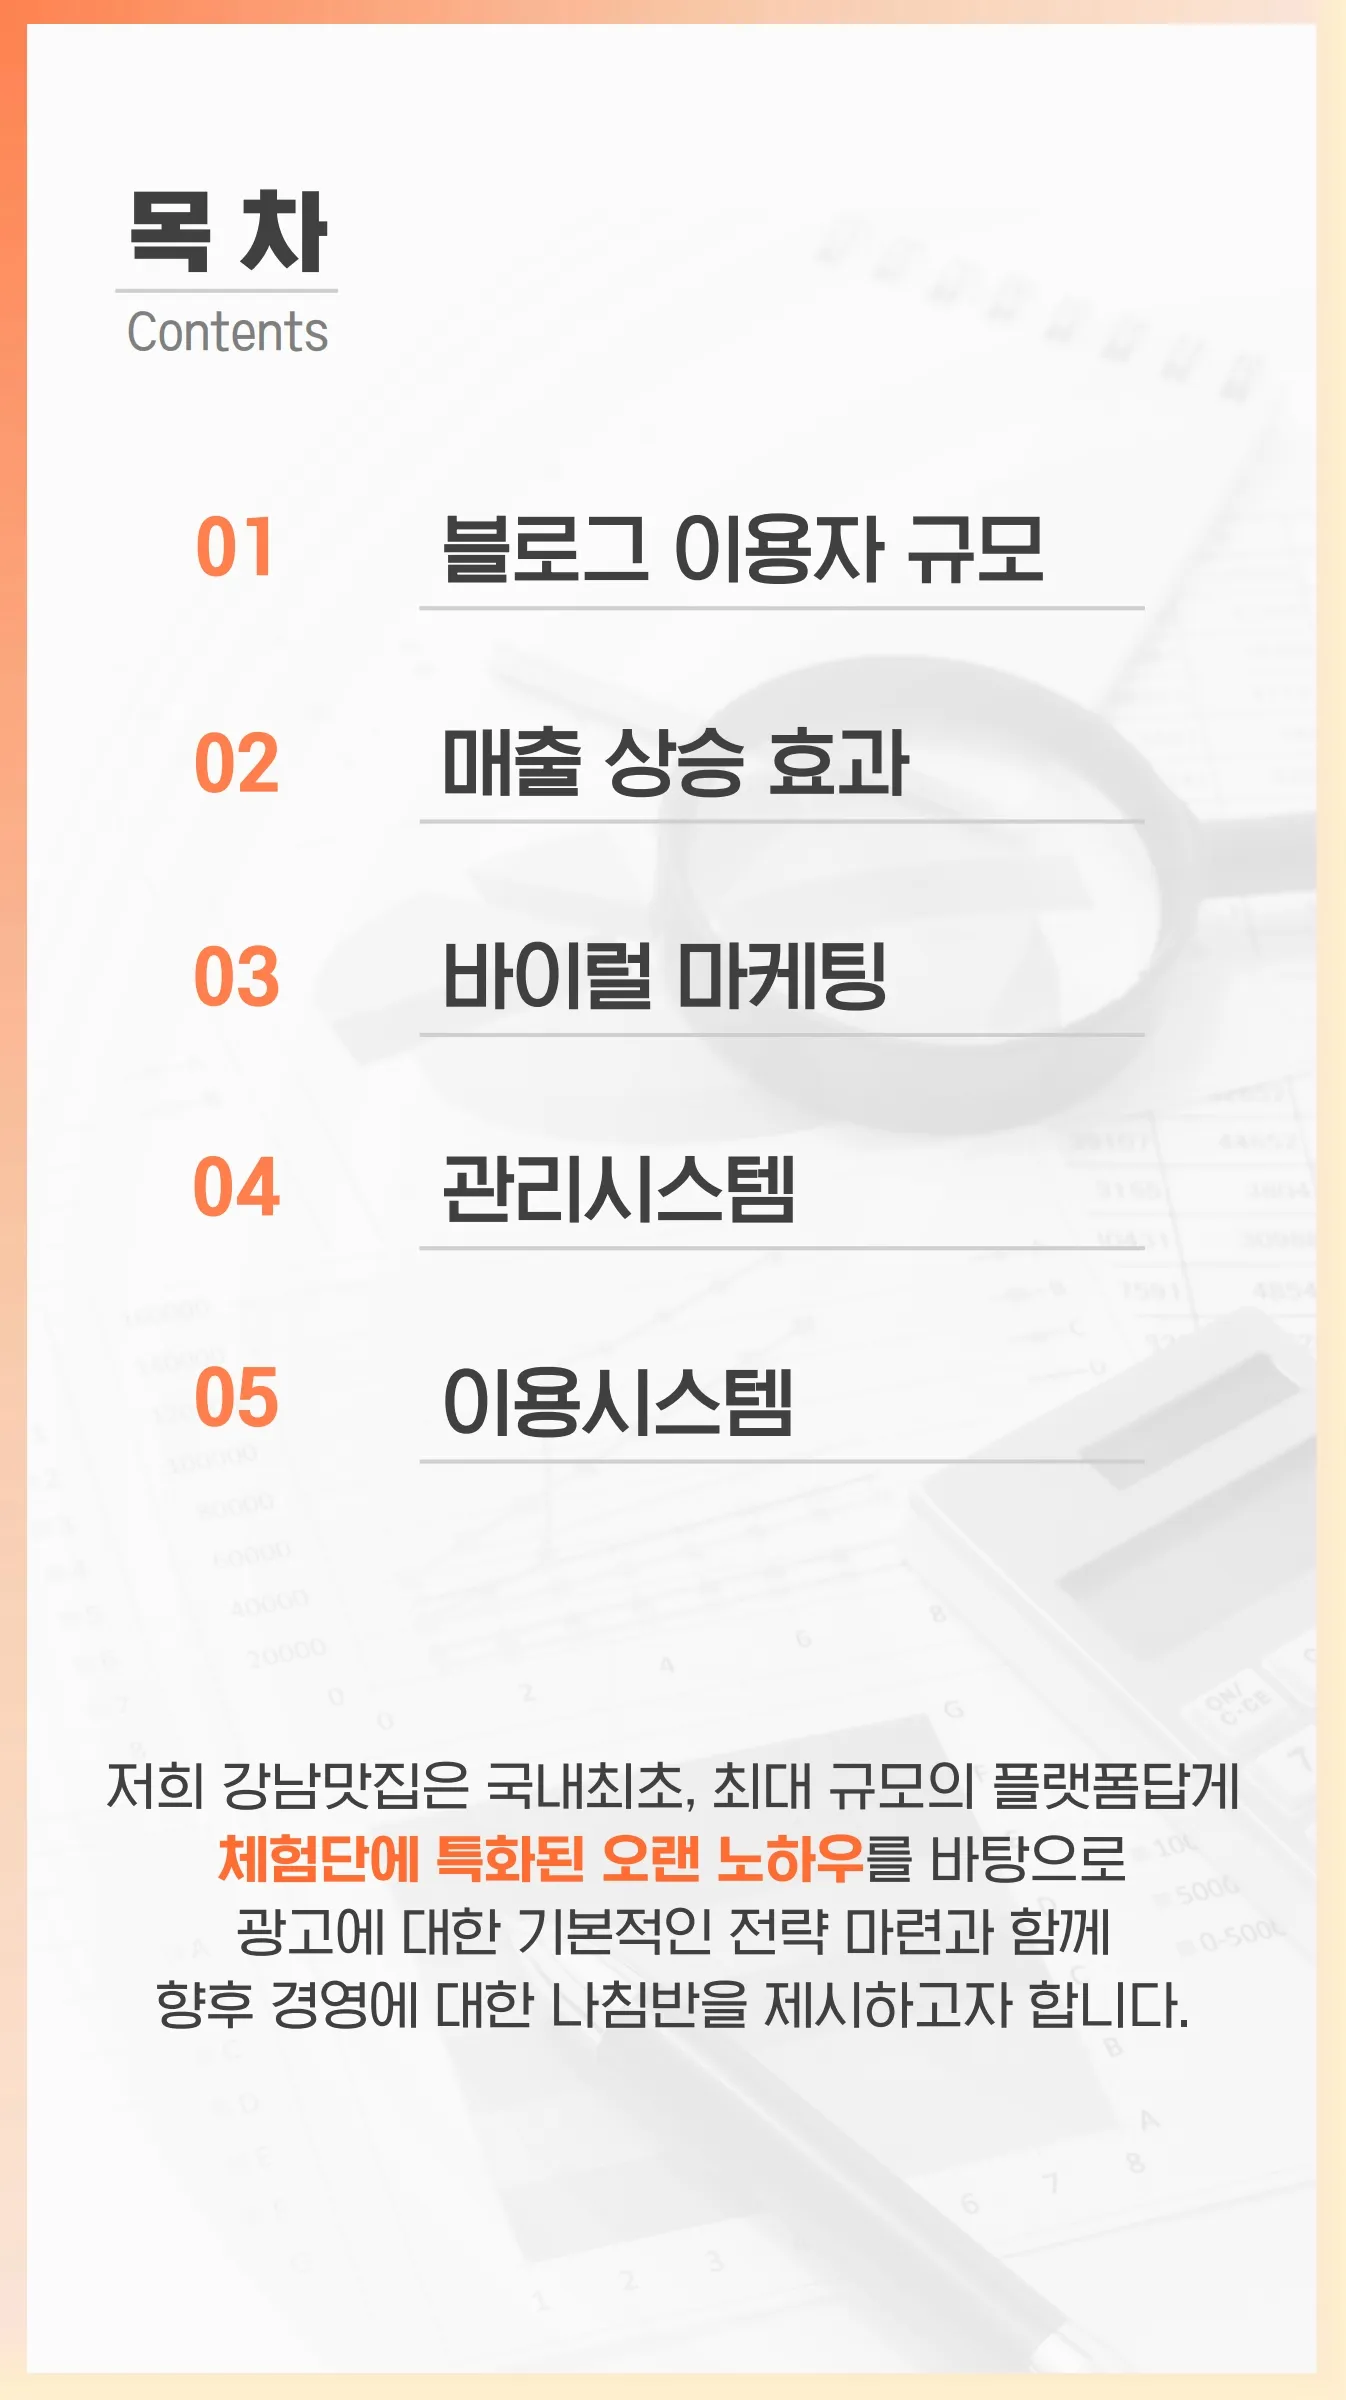 목 차
Contents
01 블로그 이용자 규모
02 매출 상승 효과
03 바이럴 마케팅
04 관리시스템
05 이용시스템
저희 강남맛집은 국내최초, 최대 규모의 플랫폼답게
체험단에 특화된 오랜 노하우를 바탕으로
광고에 대한 기본적인 전략 마련과 함께
향후 경영에 대한 나침반을 제시하고자 합니다.